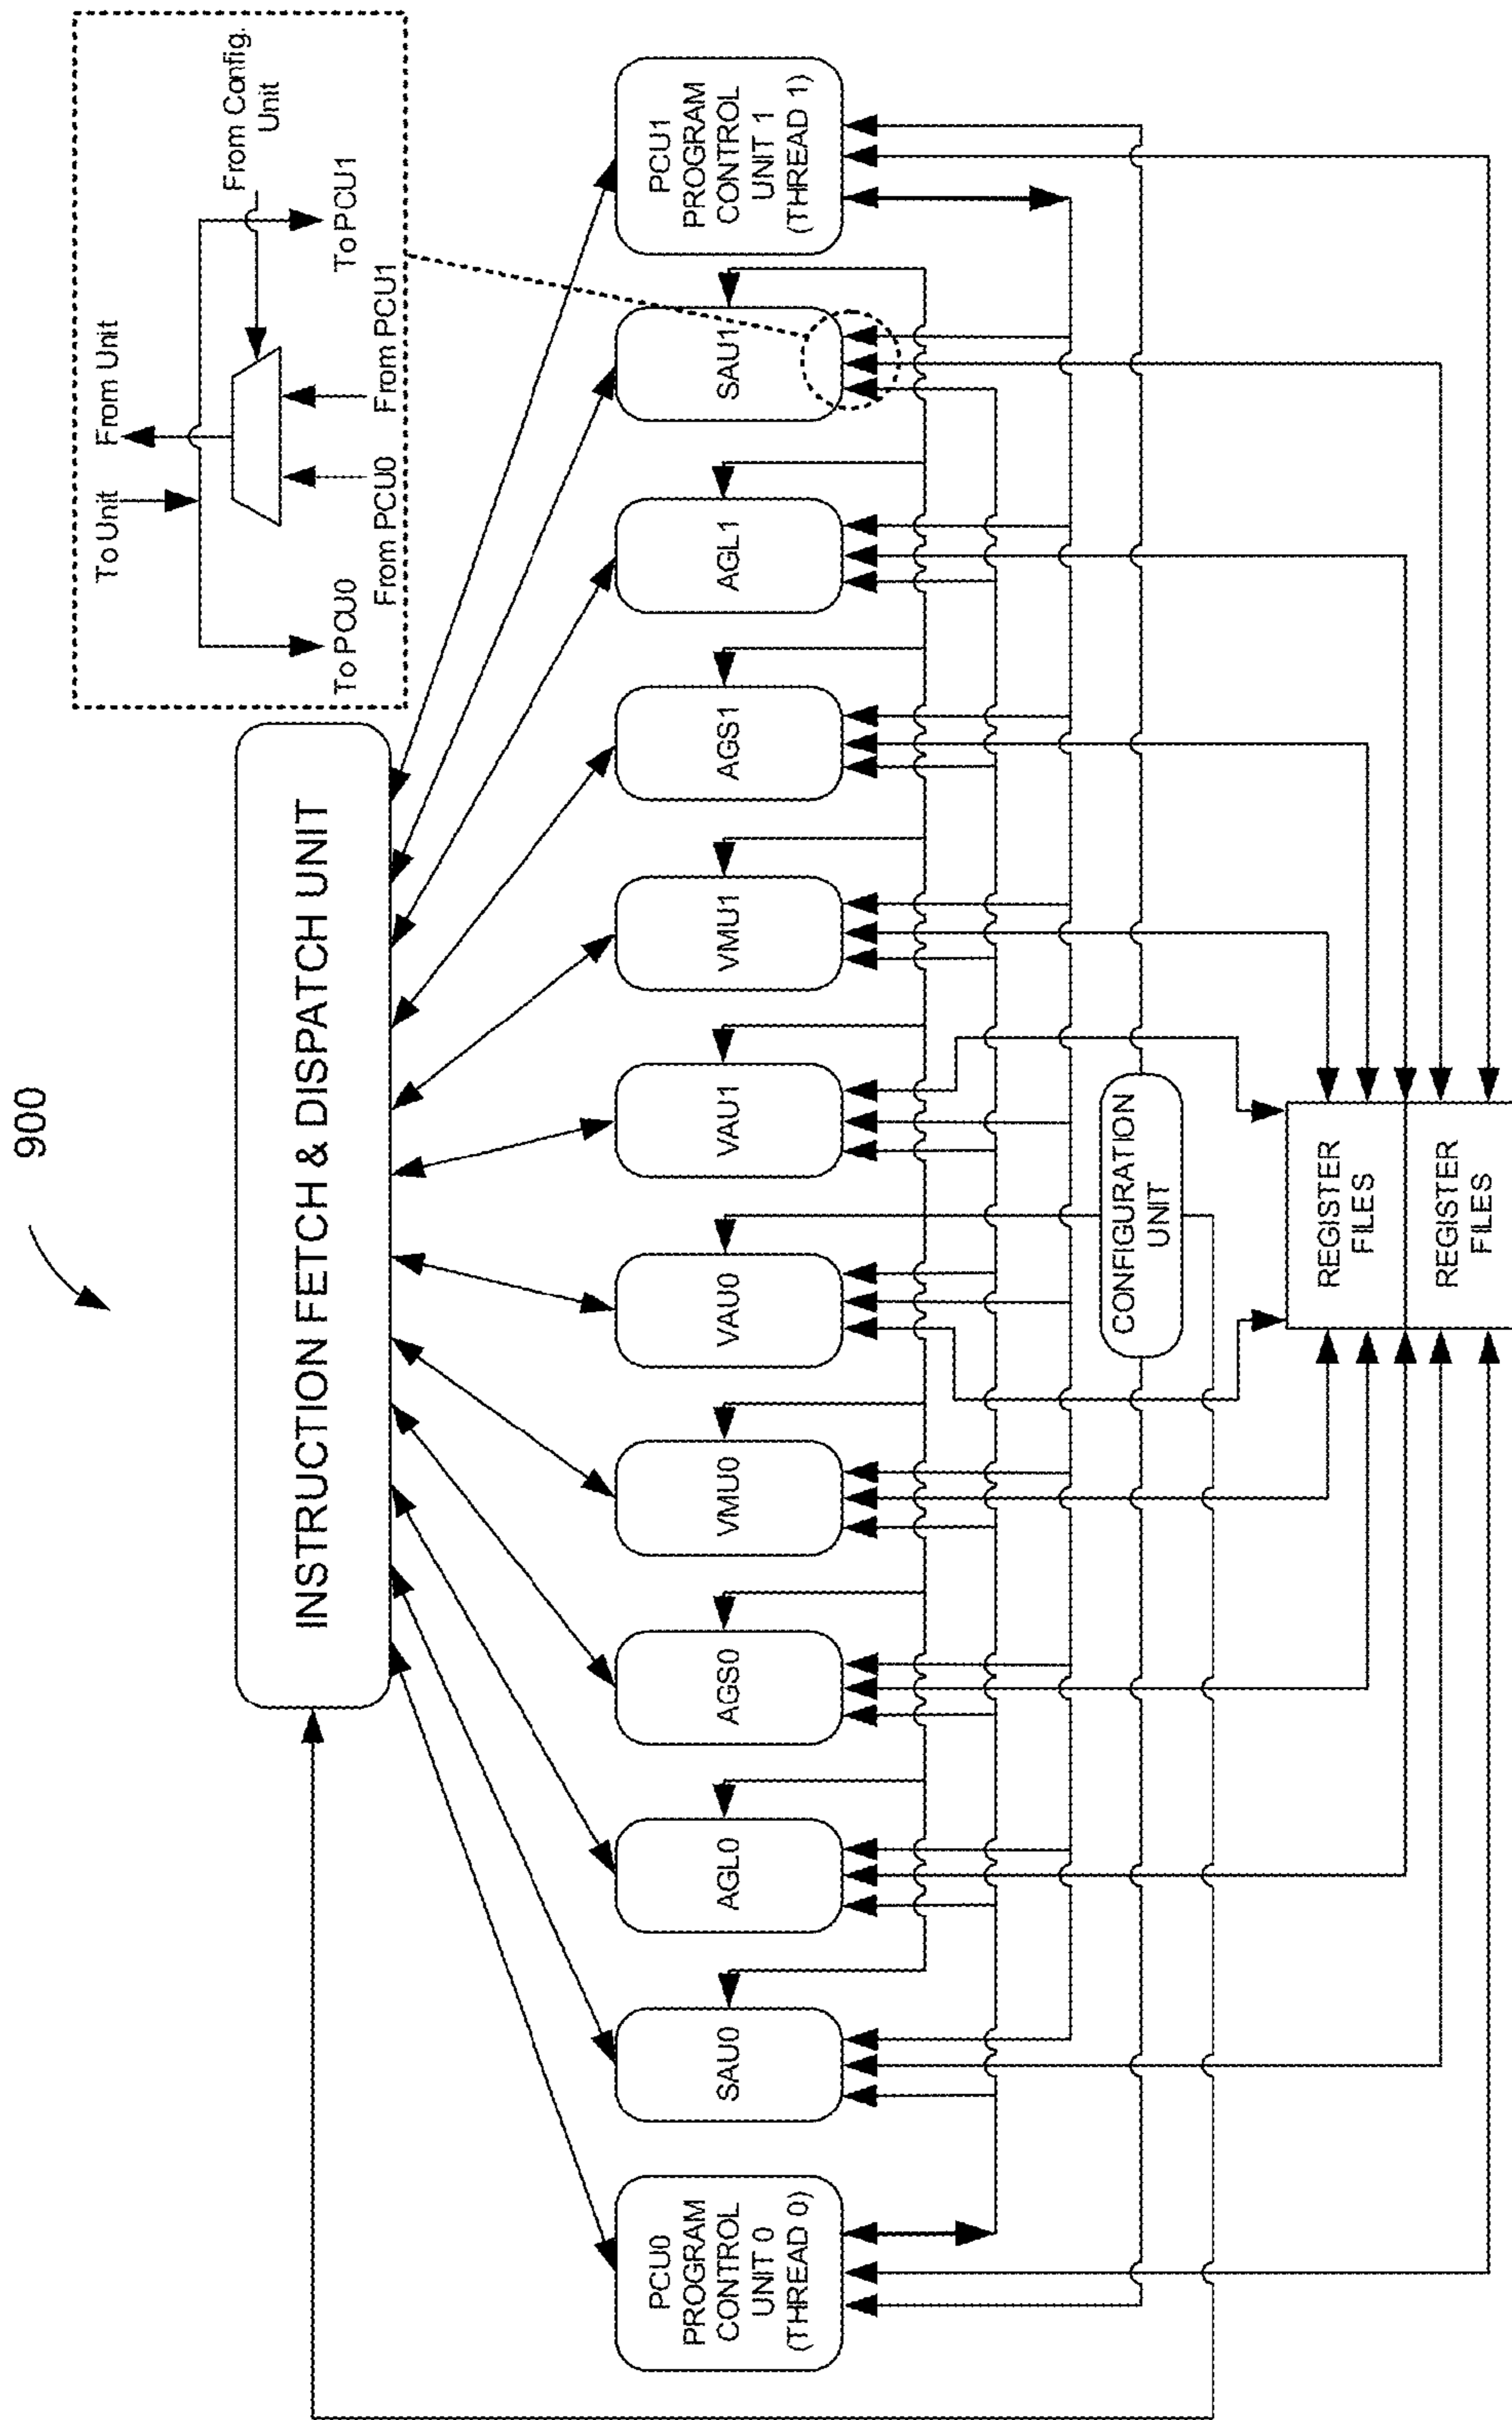 900
INSTRUCTION FETCH & DISPATCH UNIT
To Unit
From Unit
From Config.
Unit
To PCU0
From PCU0
From PCU1
To PCU1
PCU0
PROGRAM
CONTROL
UNIT 0
(THREAD 0)
SAU0
AGL0
AGS0
VMU0
VAU0
VAU1
VMU1
AGS1
AGL1
SAU1
PCU1
PROGRAM
CONTROL
UNIT 1
(THREAD 1)
CONFIGURATION
UNIT
REGISTER
FILES
REGISTER
FILES